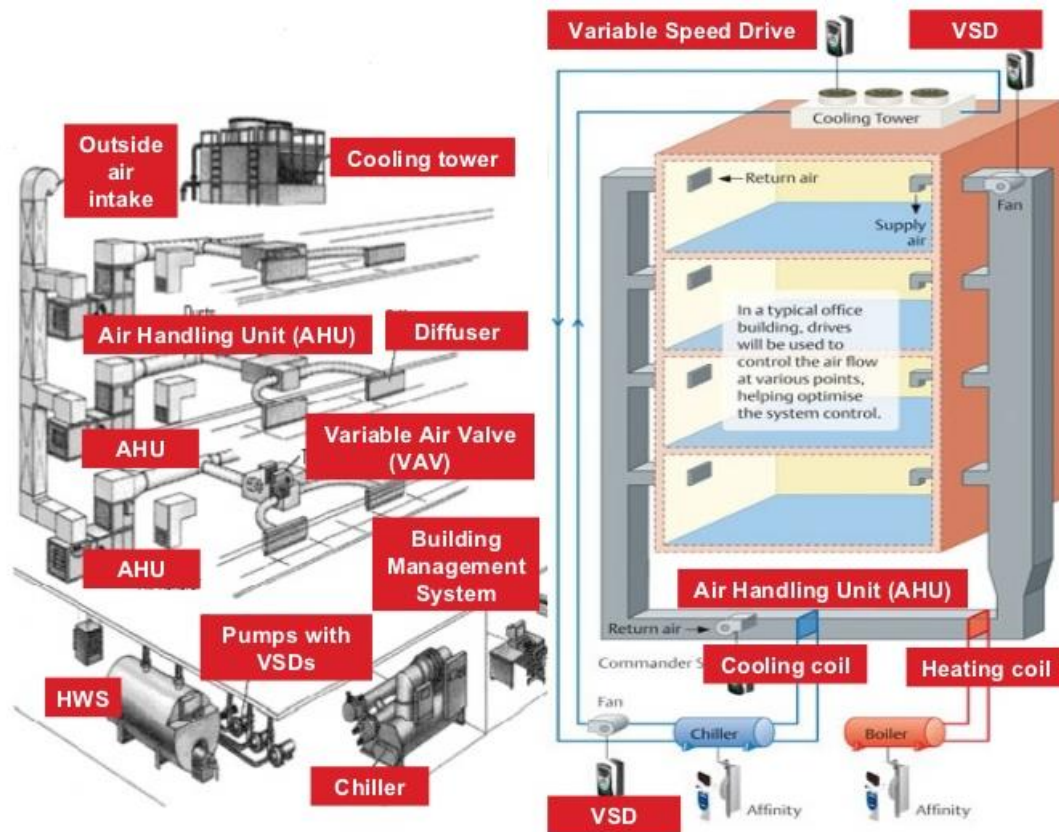 Variable Speed Drive
VSD
Cooling Tower
Outside
air
intake
Cooling tower
Return air
Fan
Supply
air
Air Handling Unit (AHU)
Diffuser
In a typical office
building, drives
will be used to
control the air flow
at various points,
helping optimise
the system control.
AHU
Variable Air Valve
(VAV)
AHU
Building
Management
System
Air Handling Unit (AHU)
Return air
Pumps with
VSDs
Commander S
Cooling coil
Heating coil
HWS
Fan
Chiller
Boiler
Chiller
VSD
Affinity
Affinity